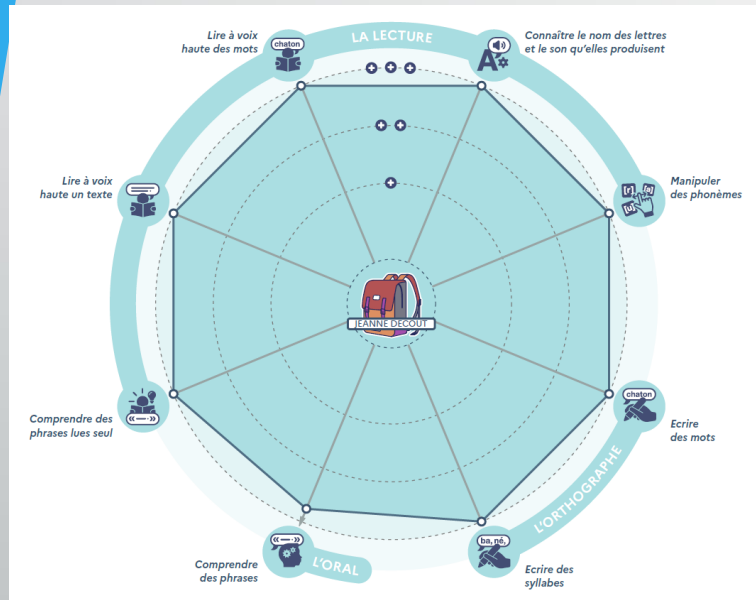 LA LECTURE
Lire à voix
haute des mots
chaton
Connaître le nom des lettres
et le son qu'elles produisent
A
Lire à voix
haute un texte
Manipuler
des phonèmes
JEANNE DECOUT
Comprendre des
phrases lues seul
chaton
Ecrire
des mots
L'ORTHOGRAPHE
Comprendre
des phrases
L'ORAL
ba, né,
Ecrire des
syllabes